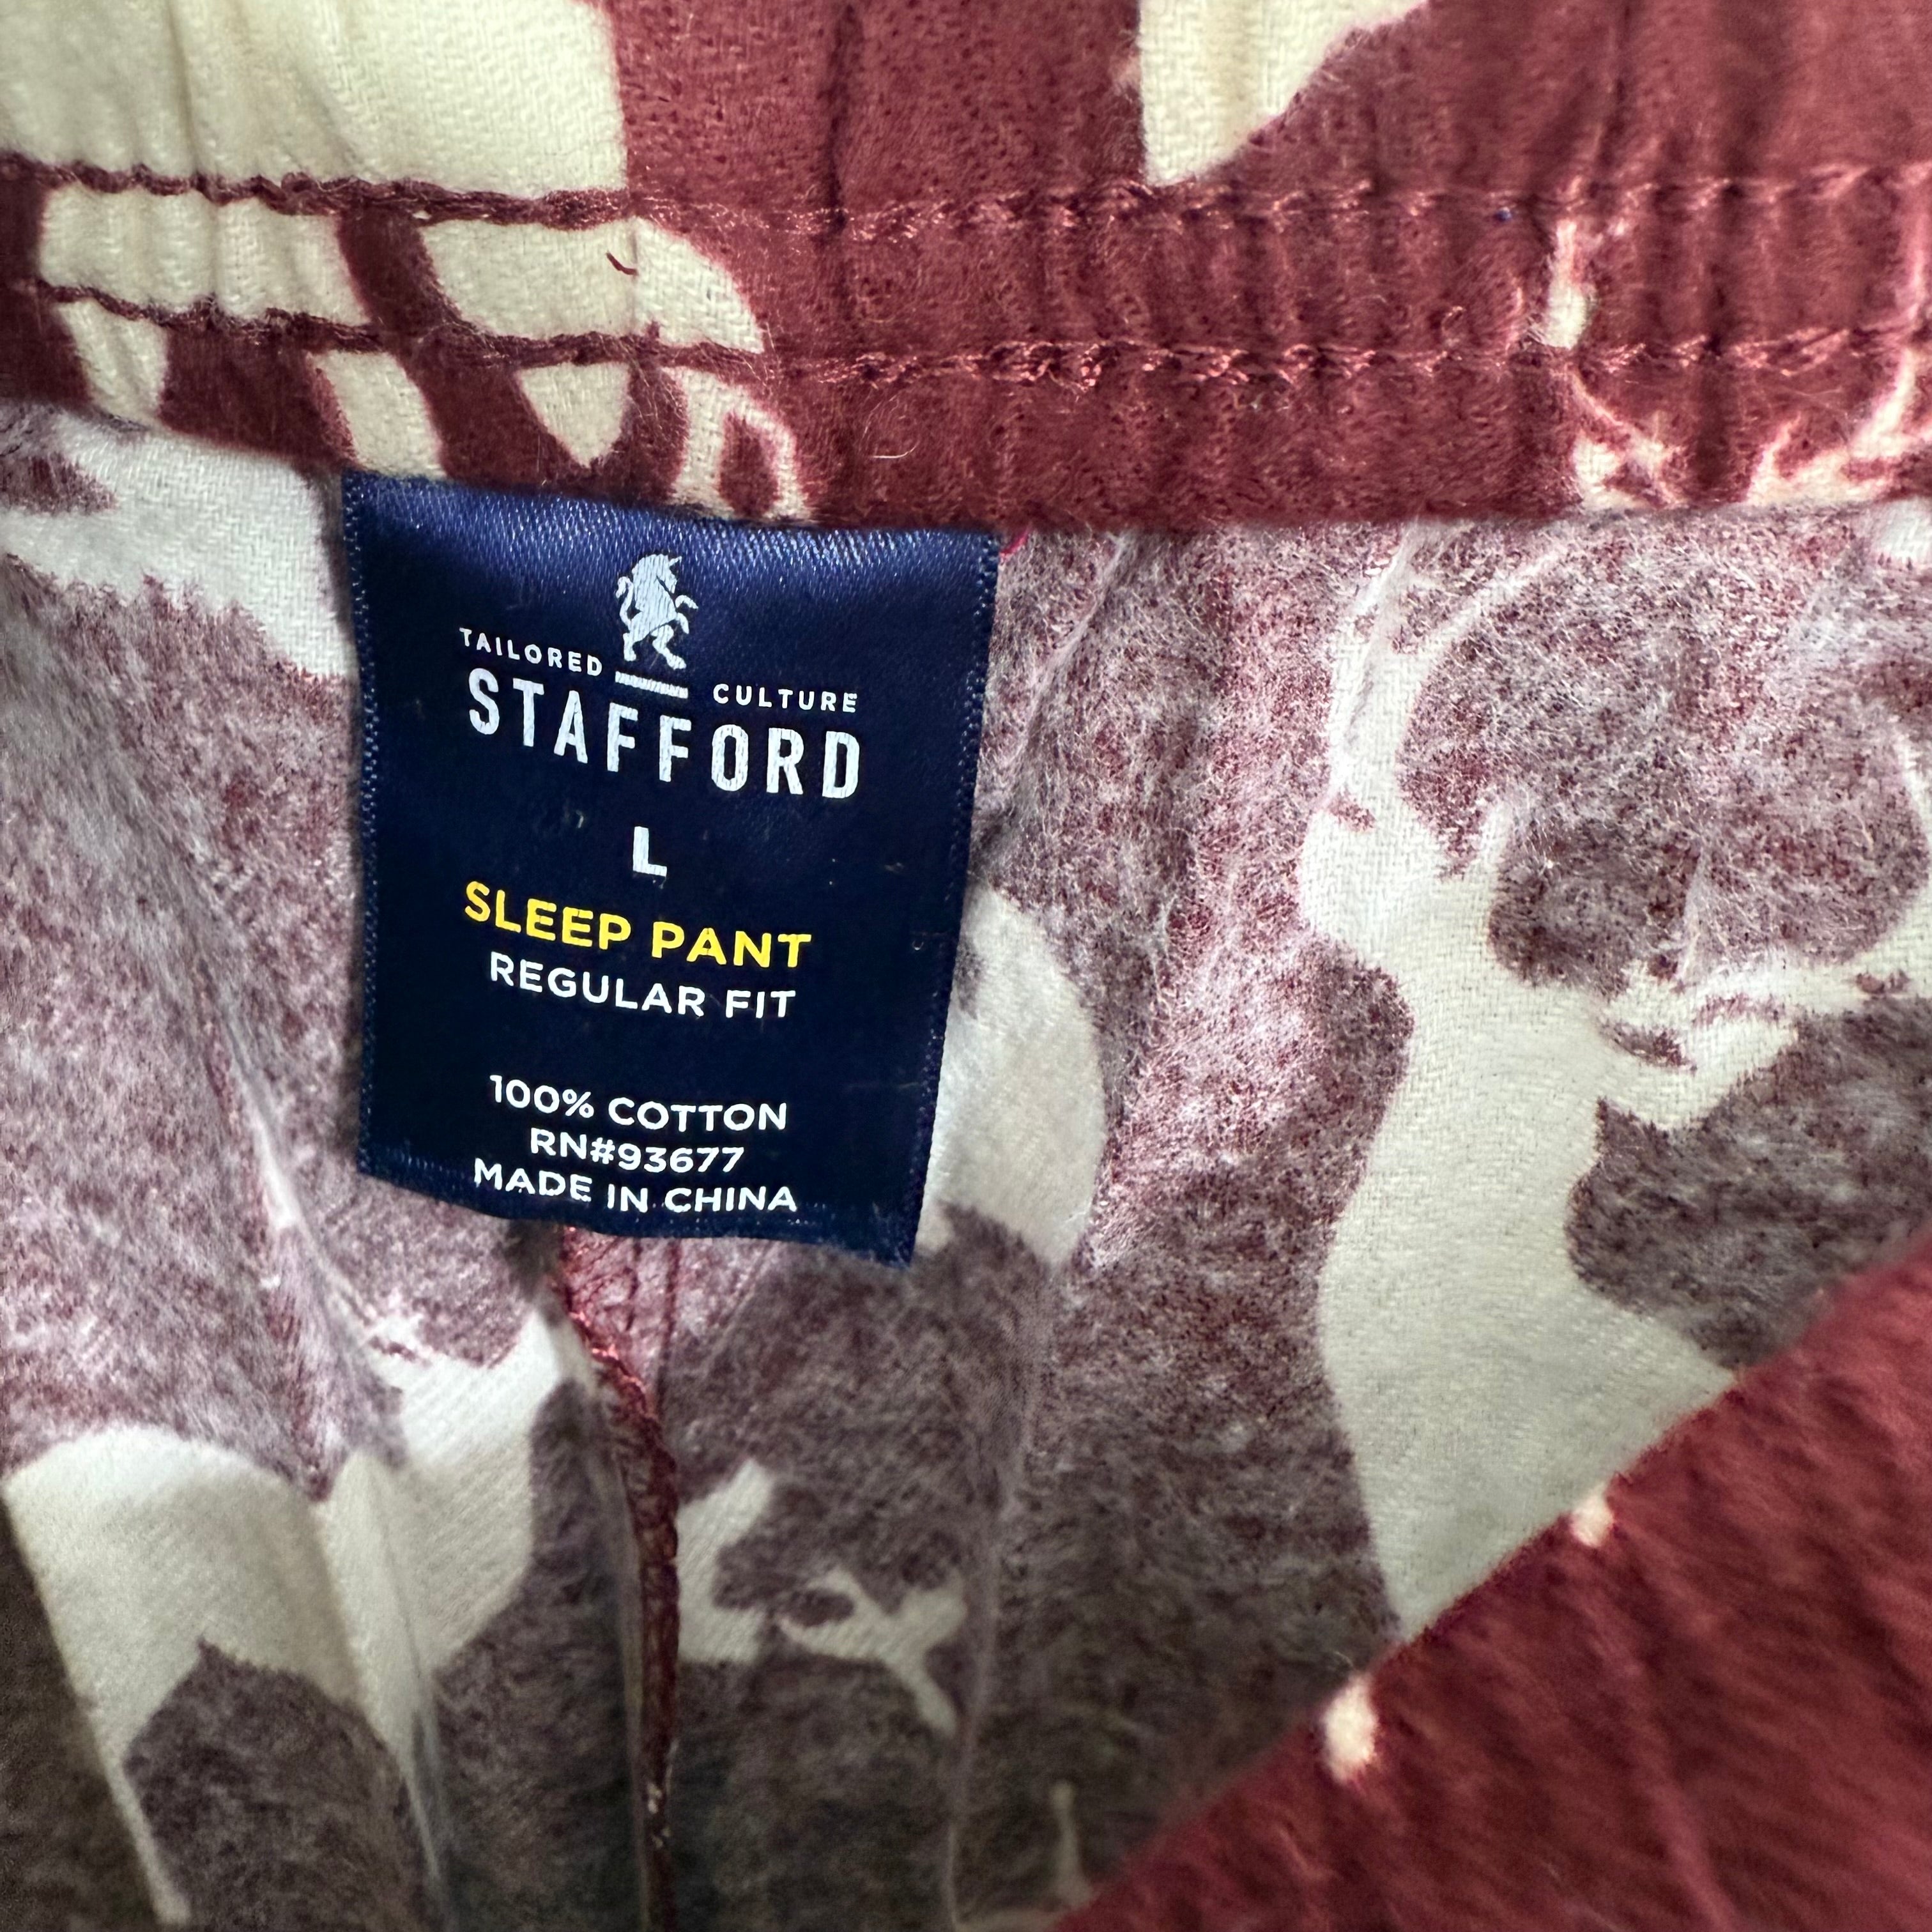 TAILORED CULTURE
STAFFORD
L
SLEEP PANT
REGULAR FIT
100% COTTON
RN#93677
MADE IN CHINA